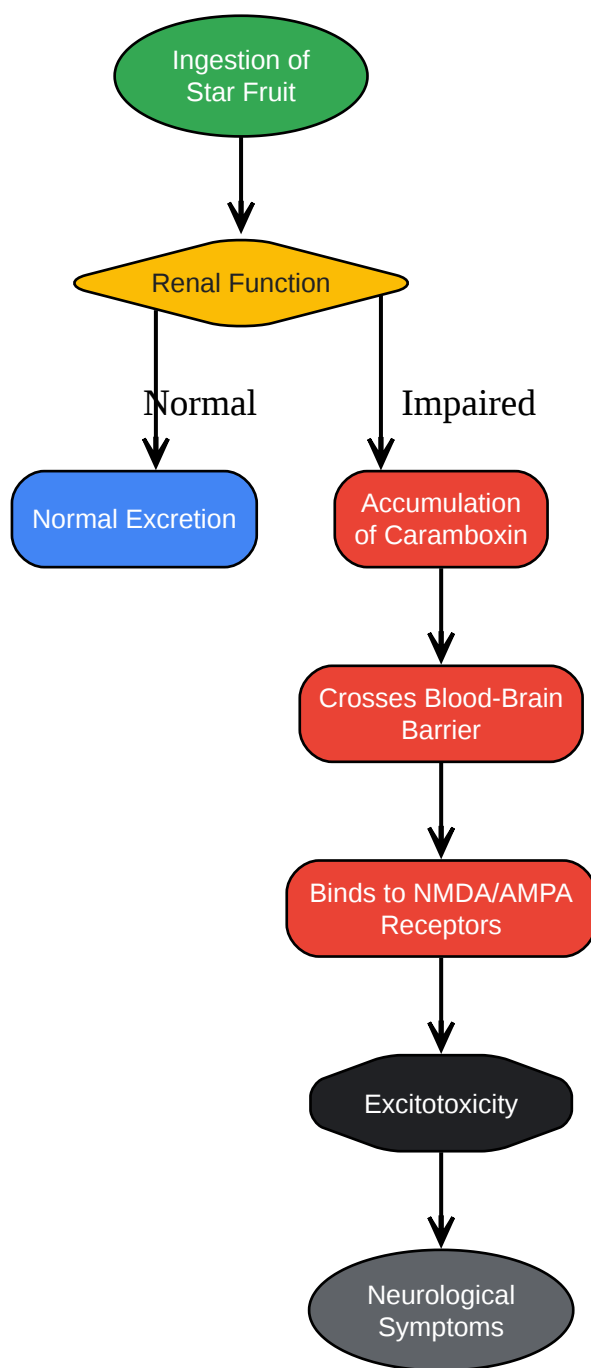 Ingestion of
Star Fruit
Renal Function
Normal
Impaired
Normal Excretion
Accumulation
of Caramboxin
Crosses Blood-Brain
Barrier
Binds to NMDA/AMPA
Receptors
Excitotoxicity
Neurological
Symptoms